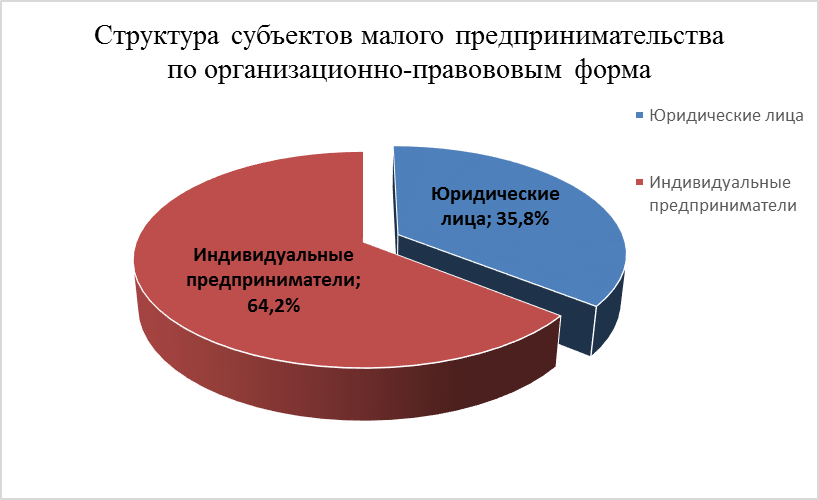 Структура субъектов малого предпринимательства
по организационно-правововым форма
Юридические лица
Индивидуальные
предприниматели
Юридические
лица; 35,8%
Индивидуальные
предприниматели;
64,2%